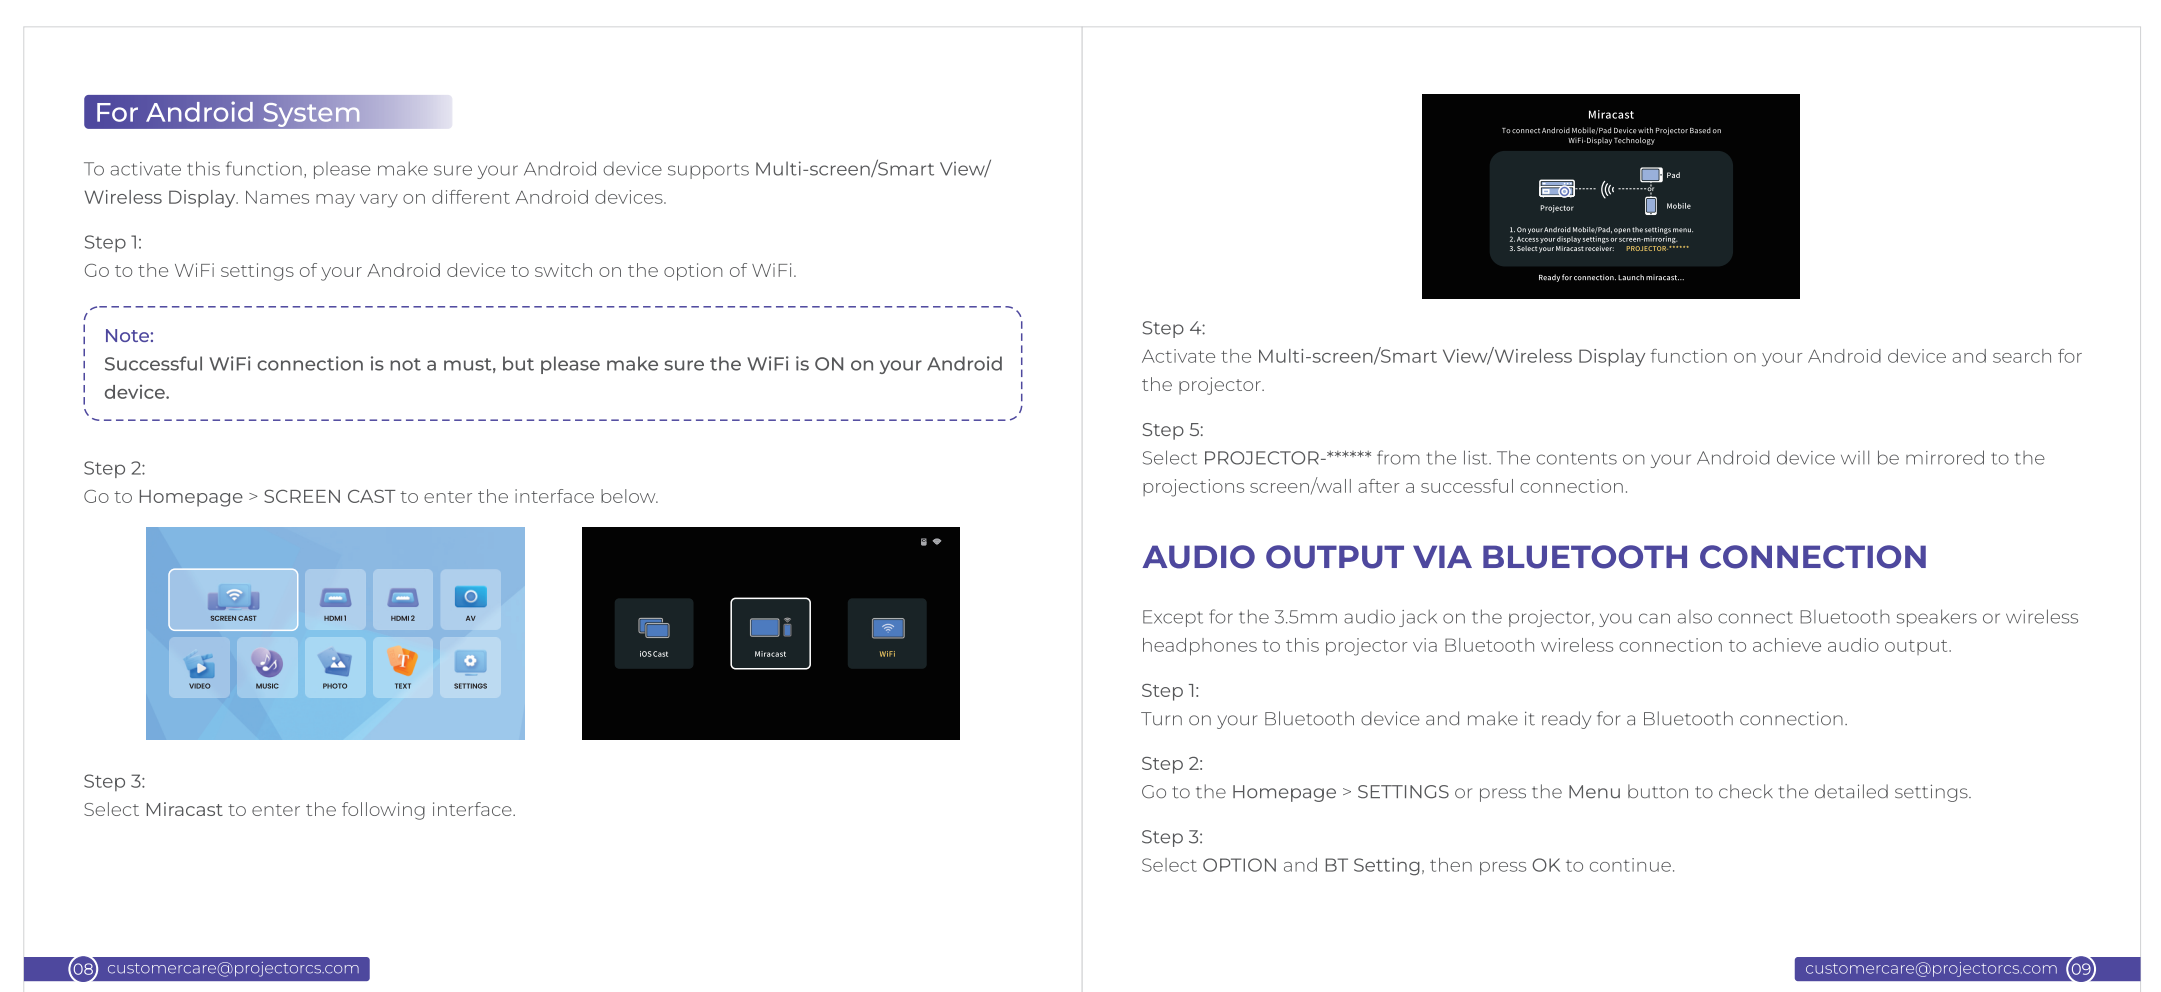 For Android System
To activate this function, please make sure your Android device supports Multi-screen/Smart View/
Wireless Display. Names may vary on different Android devices.
Step 1:
Go to the WiFi settings of your Android device to switch on the option of WiFi.
Note:
Successful WiFi connection is not a must, but please make sure the WiFi is ON on your Android
device.
Step 2:
Go to Homepage > SCREEN CAST to enter the interface below.
SCREEN CAST
HDMI 1
HDMI 2
AV
VIDEO
MUSIC
PHOTO
TEXT
SETTINGS
iOS Cast
Miracast
WiFi
Step 3:
Select Miracast to enter the following interface.
08 customercare@projectorcs.com
Miracast
To connect Android Mobile/Pad Device with Projector Based on
WiFi-Display Technology
Pad
or
Projector
Mobile
1. On your Android Mobile/Pad, open the settings menu.
2. Access your display settings or screen-mirroring.
3. Select your Miracast receiver: PROJECTOR-******
Ready for connection. Launch miracast...
Step 4:
Activate the Multi-screen/Smart View/Wireless Display function on your Android device and search for
the projector.
Step 5:
Select PROJECTOR-****** from the list. The contents on your Android device will be mirrored to the
projections screen/wall after a successful connection.
AUDIO OUTPUT VIA BLUETOOTH CONNECTION
Except for the 3.5mm audio jack on the projector, you can also connect Bluetooth speakers or wireless
headphones to this projector via Bluetooth wireless connection to achieve audio output.
Step 1:
Turn on your Bluetooth device and make it ready for a Bluetooth connection.
Step 2:
Go to the Homepage > SETTINGS or press the Menu button to check the detailed settings.
Step 3:
Select OPTION and BT Setting, then press OK to continue.
customercare@projectorcs.com 09